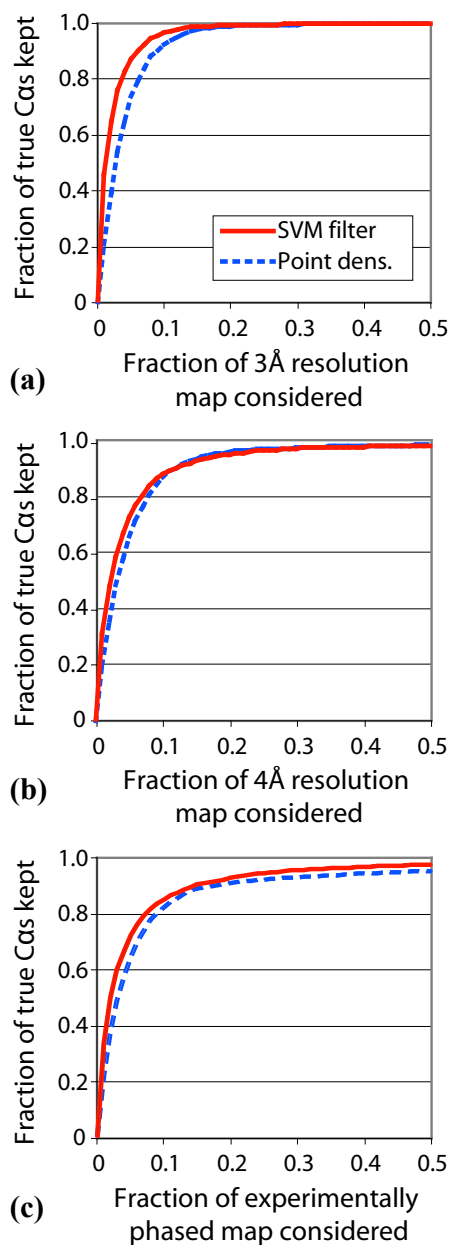 1.0
0.8
0.6
0.4
0.2
0
Fraction of true Cαs kept
SVM filter
Point dens.
0 0.1 0.2 0.3 0.4 0.5
(a) Fraction of 3Å resolution
map considered
1.0
0.8
0.6
0.4
0.2
0
Fraction of true Cαs kept
0 0.1 0.2 0.3 0.4 0.5
(b) Fraction of 4Å resolution
map considered
1.0
0.8
0.6
0.4
0.2
0
Fraction of true Cαs kept
0 0.1 0.2 0.3 0.4 0.5
(c) Fraction of experimentally
phased map considered